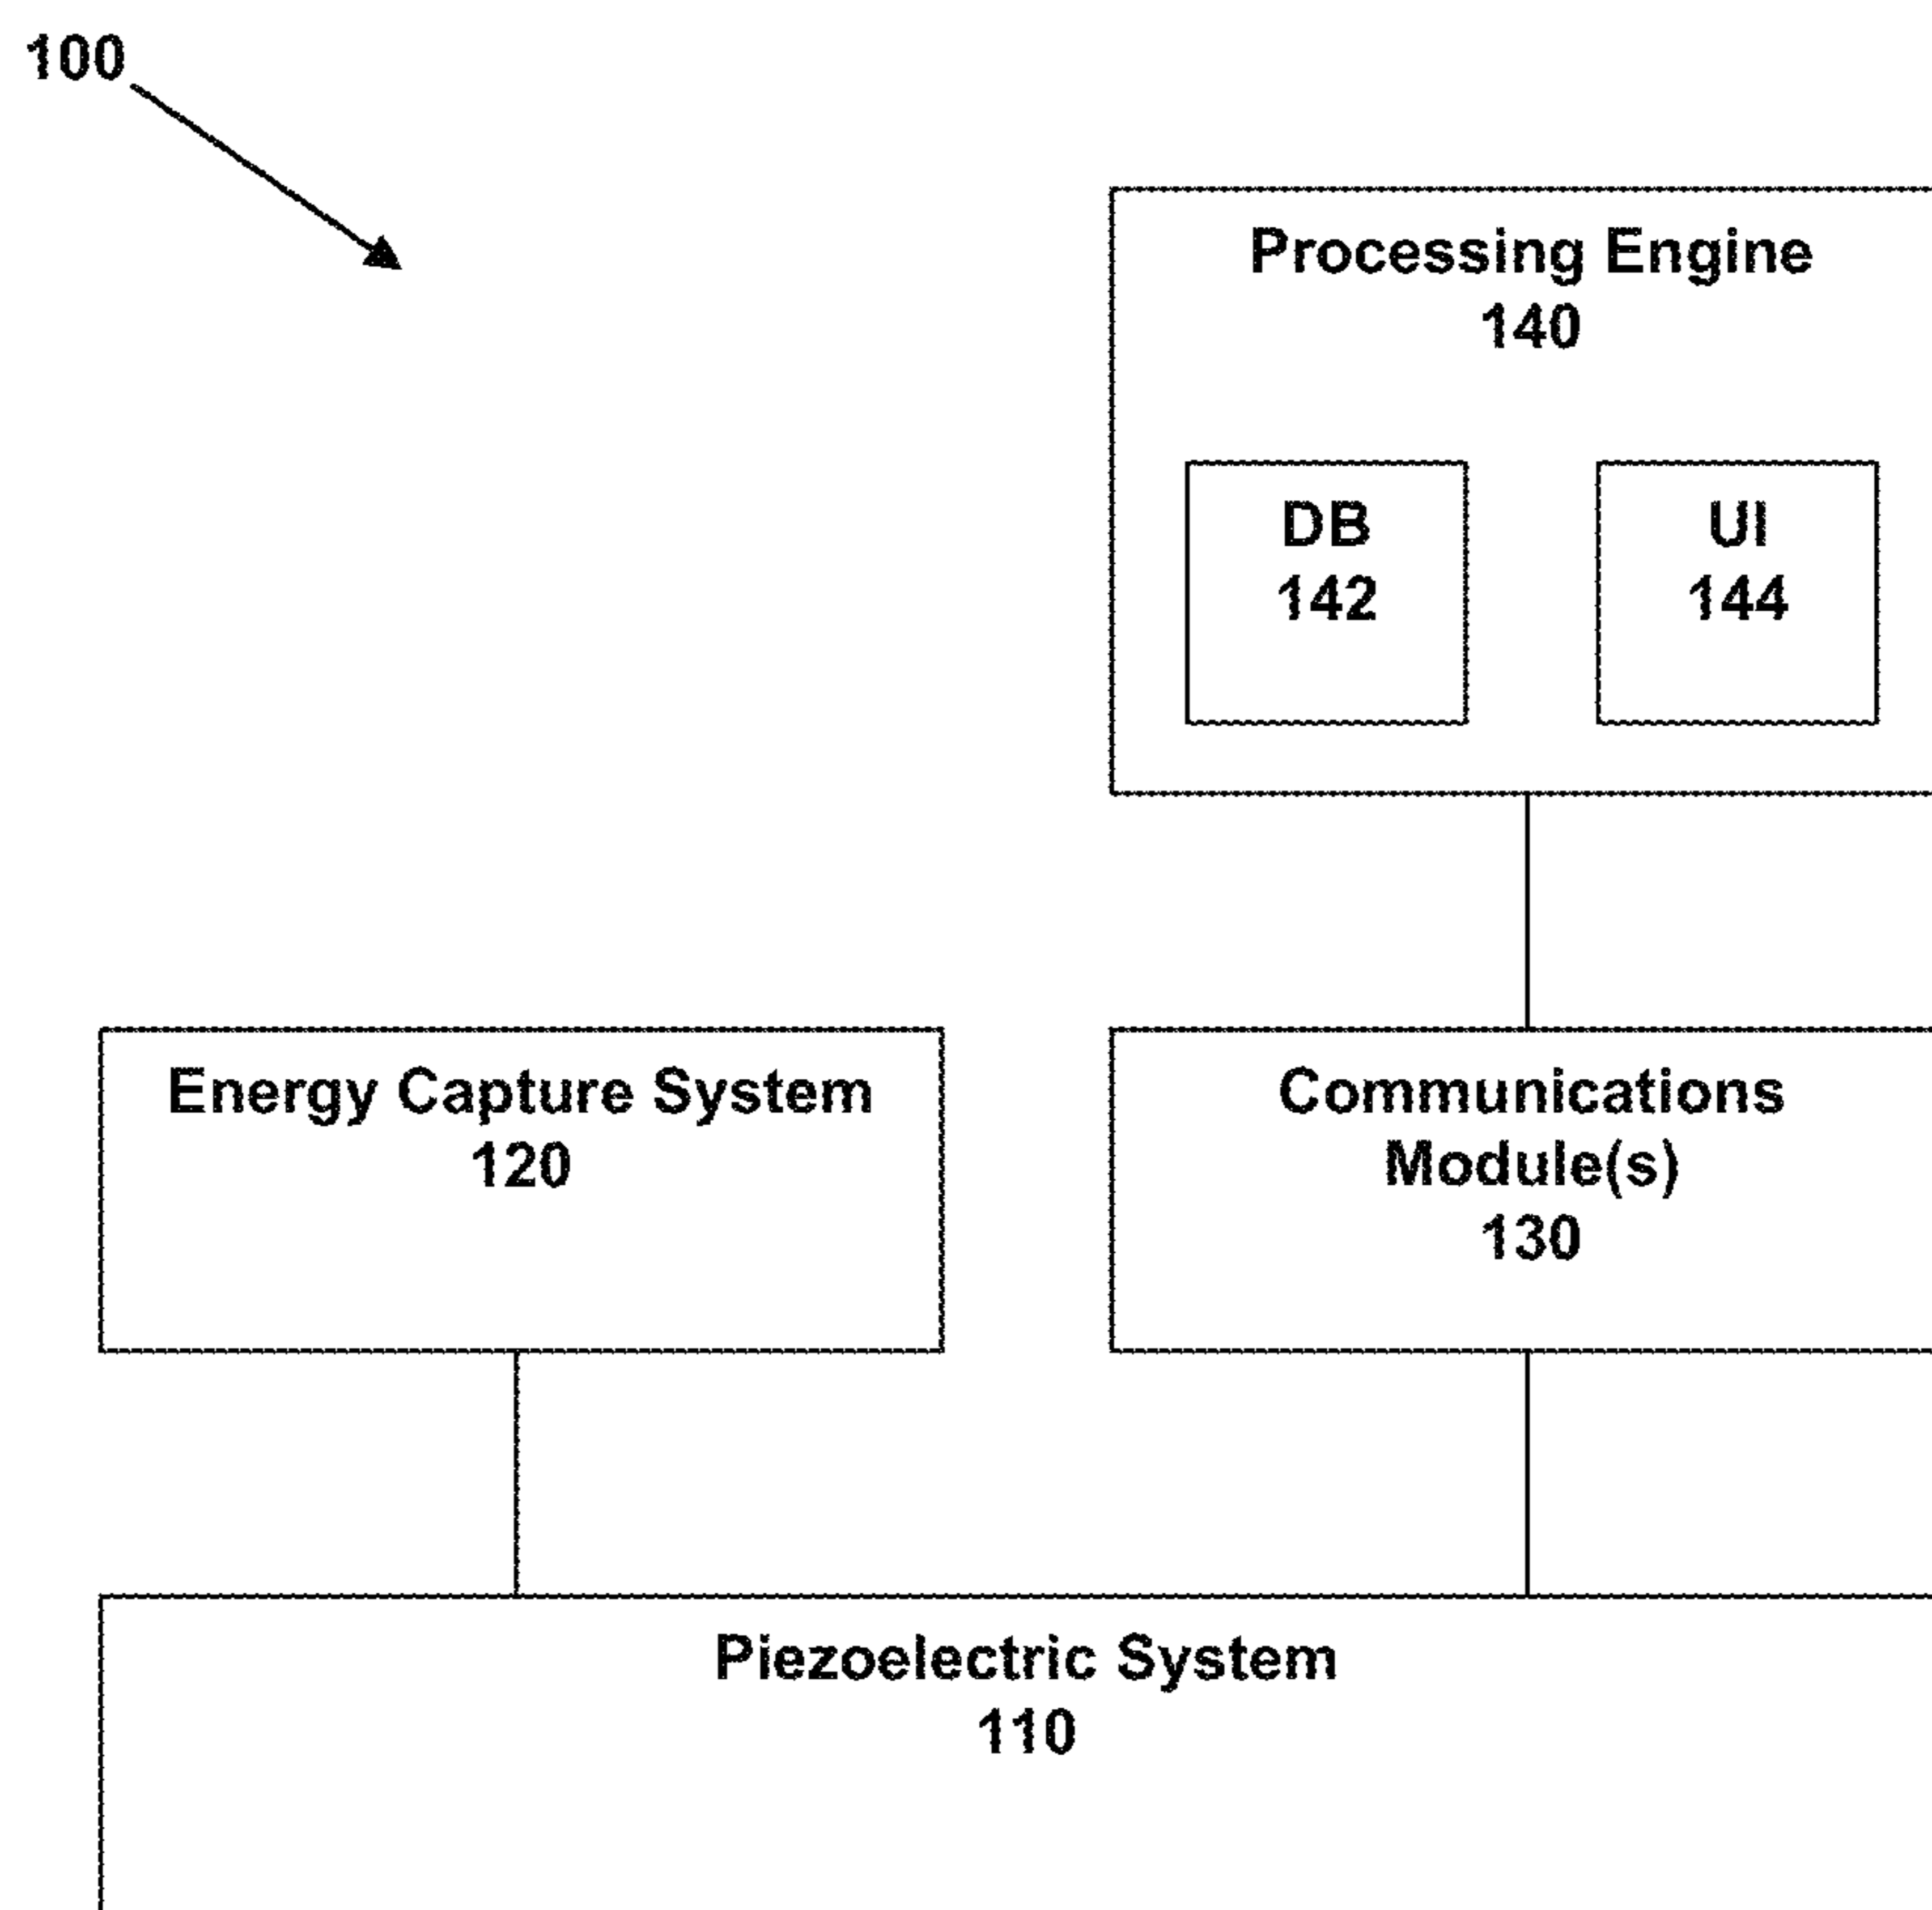 100
Processing Engine
140
DB
142
UI
144
Energy Capture System
120
Communications
Module(s)
130
Piezoelectric System
110